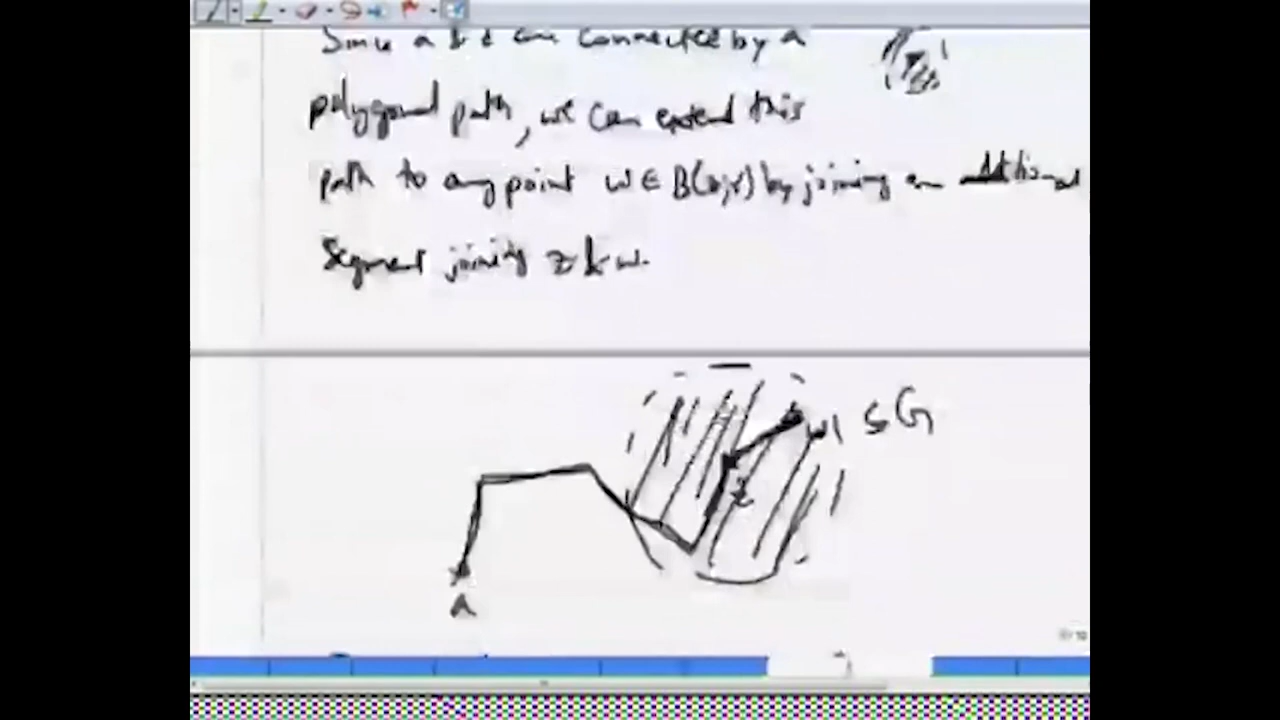 Since a & z can connected by a
polygonal path, we can extend this
path to any point w ∈ B(z;r) by joining an additional
segment joining z & w.
w ⊆ G
z
a